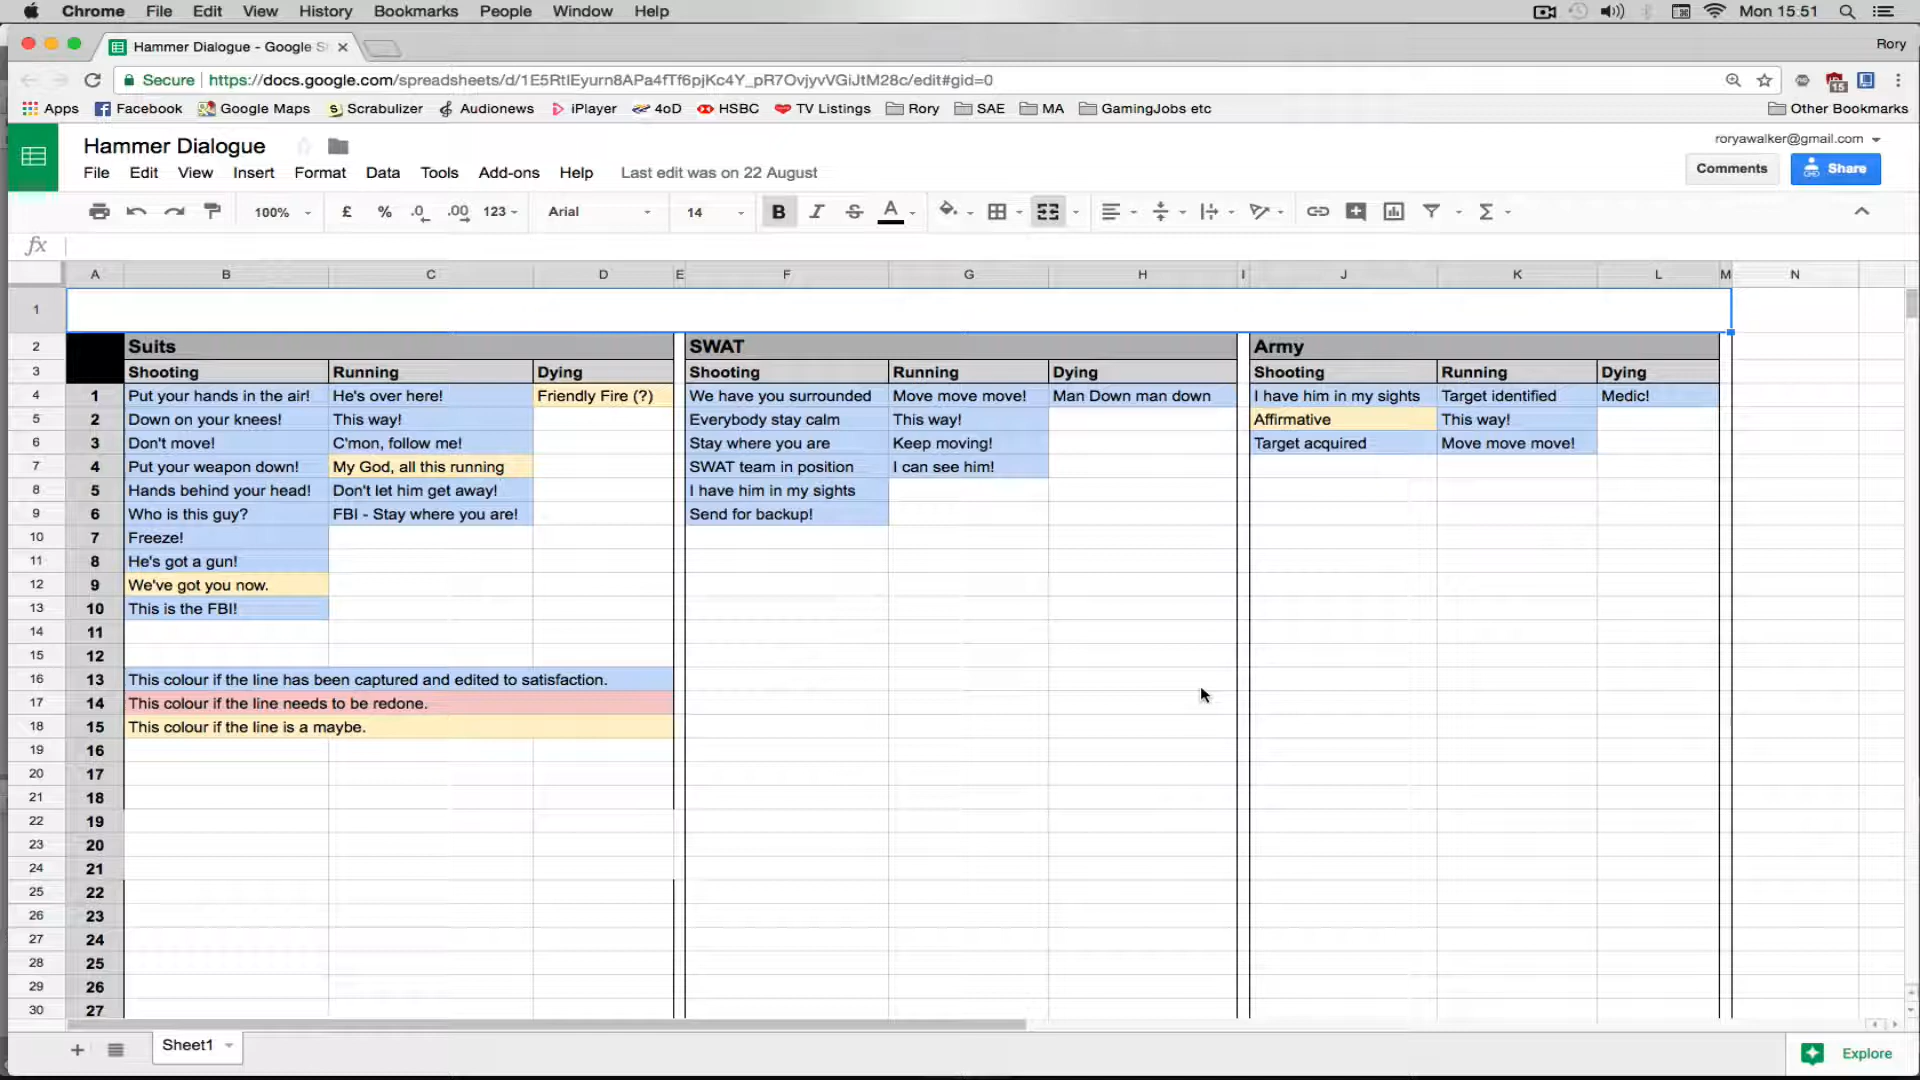 Chrome File Edit View History Bookmarks People Window Help Mon 15:51
Hammer Dialogue - Google S Rory
Secure https://docs.google.com/spreadsheets/d/1E5RtIEyurn8APa4fTf6pjKc4Y_pR7OvjyvVGiJtM28c/edit#gid=0 15
Apps Facebook Google Maps Scrabulizer Audionews iPlayer 4oD HSBC TV Listings Rory SAE MA GamingJobs etc Other Bookmarks
Hammer Dialogue roryawalker@gmail.com
File Edit View Insert Format Data Tools Add-ons Help Last edit was on 22 August Comments Share
100% £ % .0 .00 123 Arial 14 B I S A Σ
fx
A B C D E F G H I J K L M N
1
2 Suits SWAT Army
3 Shooting Running Dying Shooting Running Dying Shooting Running Dying
4 1 Put your hands in the air! He's over here! Friendly Fire (?) We have you surrounded Move move move! Man Down man down I have him in my sights Target identified Medic!
5 2 Down on your knees! This way! Everybody stay calm This way! Affirmative This way!
6 3 Don't move! C'mon, follow me! Stay where you are Keep moving! Target acquired Move move move!
7 4 Put your weapon down! My God, all this running SWAT team in position I can see him!
8 5 Hands behind your head! Don't let him get away! I have him in my sights
9 6 Who is this guy? FBI - Stay where you are! Send for backup!
10 7 Freeze!
11 8 He's got a gun!
12 9 We've got you now.
13 10 This is the FBI!
14 11
15 12
16 13 This colour if the line has been captured and edited to satisfaction.
17 14 This colour if the line needs to be redone.
18 15 This colour if the line is a maybe.
19 16
20 17
21 18
22 19
23 20
24 21
25 22
26 23
27 24
28 25
29 26
30 27
Sheet1 Explore